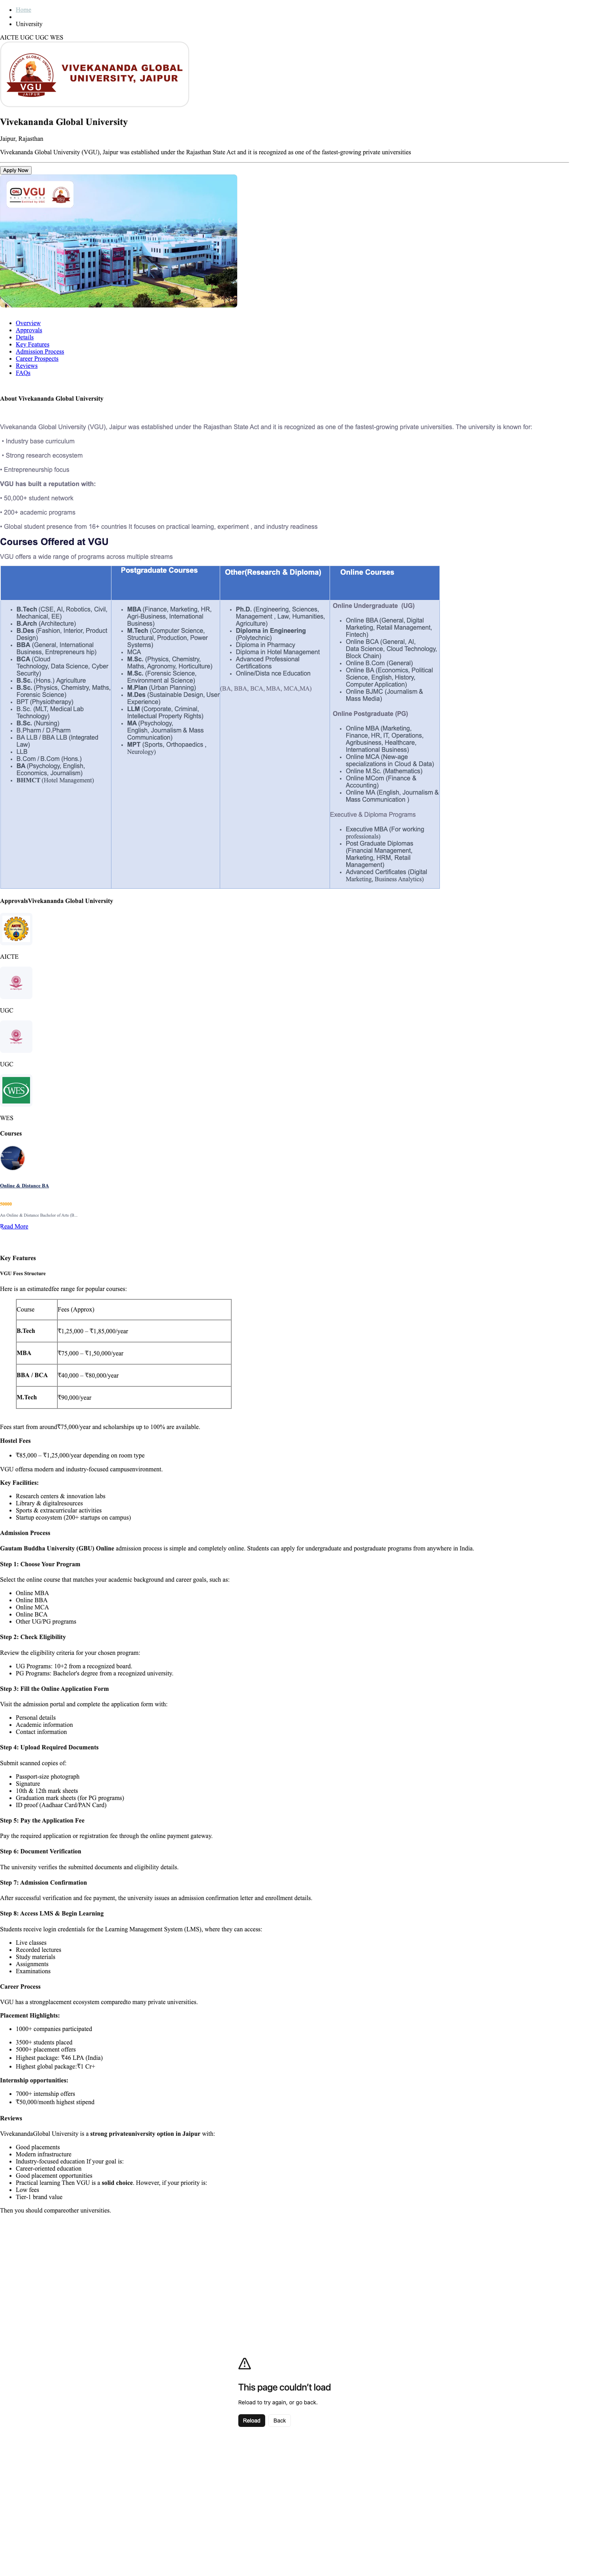 Home
University
AICTE UGC UGC WES
VIVEKANANDA GLOBAL UNIVERSITY
VGU
JAIPUR
VIVEKANANDA GLOBAL
UNIVERSITY, JAIPUR
Vivekananda Global University
Jaipur, Rajasthan
Vivekananda Global University (VGU), Jaipur was established under the Rajasthan State Act and it is recognized as one of the fastest-growing private universities
Apply Now
VGU
Overview
Approvals
Details
Key Features
Admission Process
Career Prospects
Reviews
FAQs
About Vivekananda Global University
Vivekananda Global University (VGU), Jaipur was established under the Rajasthan State Act and it is recognized as one of the fastest-growing private universities. The university is known for:
• Industry base curriculum
• Strong research ecosystem
• Entrepreneurship focus
VGU has built a reputation with:
• 50,000+ student network
• 200+ academic programs
• Global student presence from 16+ countries It focuses on practical learning, experiment , and industry readiness
Courses Offered at VGU
VGU offers a wide range of programs across multiple streams
Postgraduate Courses
Other(Research & Diploma)
Online Courses
B.Tech (CSE, AI, Robotics, Civil,
Mechanical, EE)
B.Arch (Architecture)
B.Des (Fashion, Interior, Product
Design)
BBA (General, International
Business, Entrepreneurs hip)
BCA (Cloud
Technology, Data Science, Cyber
Security)
B.Sc. (Hons.) Agriculture
B.Sc. (Physics, Chemistry, Maths,
Forensic Science)
BPT (Physiotherapy)
B.Sc. (MLT, Medical Lab
Technology)
B.Sc. (Nursing)
B.Pharm / D.Pharm
BA LLB / BBA LLB (Integrated
Law)
LLB
B.Com / B.Com (Hons.)
BA (Psychology, English,
Economics, Journalism)
BHMCT (Hotel Management)
MBA (Finance, Marketing, HR,
Agri-Business, International
Business)
M.Tech (Computer Science,
Structural, Production, Power
Systems)
MCA
M.Sc. (Physics, Chemistry,
Maths, Agronomy, Horticulture)
M.Sc. (Forensic Science,
Environment al Science)
M.Plan (Urban Planning)
M.Des (Sustainable Design, User
Experience)
LLM (Corporate, Criminal,
Intellectual Property Rights)
MA (Psychology,
English, Journalism & Mass
Communication)
MPT (Sports, Orthopaedics ,
Neurology)
Ph.D. (Engineering, Sciences,
Management , Law, Humanities,
Agriculture)
Diploma in Engineering
(Polytechnic)
Diploma in Pharmacy
Diploma in Hotel Management
Advanced Professional
Certifications
Online/Dista nce Education
(BA, BBA, BCA, MBA, MCA,MA)
Online Undergraduate (UG)
Online BBA (General, Digital
Marketing, Retail Management,
Fintech)
Online BCA (General, AI,
Data Science, Cloud Technology,
Block Chain)
Online B.Com (General)
Online BA (Economics, Political
Science, English, History,
Computer Application)
Online BJMC (Journalism &
Mass Media)
Online Postgraduate (PG)
Online MBA (Marketing,
Finance, HR, IT, Operations,
Agribusiness, Healthcare,
International Business)
Online MCA (New-age
specializations in Cloud & Data)
Online M.Sc. (Mathematics)
Online MCom (Finance &
Accounting)
Online MA (English, Journalism &
Mass Communication )
Executive & Diploma Programs
Executive MBA (For working
professionals)
Post Graduate Diplomas
(Financial Management,
Marketing, HRM, Retail
Management)
Advanced Certificates (Digital
Marketing, Business Analytics)
ApprovalsVivekananda Global University
AICTE
UGC
UGC
WES
WES
Courses
Online & Distance BA
An Online & Distance Bachelor of Arts (B...
Read More
Key Features
VGU Fees Structure
Here is an estimatedfee range for popular courses:
Course Fees (Approx)
B.Tech ₹1,25,000 – ₹1,85,000/year
MBA ₹75,000 – ₹1,50,000/year
BBA / BCA ₹40,000 – ₹80,000/year
M.Tech ₹90,000/year
Fees start from around₹75,000/year and scholarships up to 100% are available.
Hostel Fees
₹85,000 – ₹1,25,000/year depending on room type
VGU offersa modern and industry-focused campusenvironment.
Key Facilities:
Research centers & innovation labs
Library & digitalresources
Sports & extracurricular activities
Startup ecosystem (200+ startups on campus)
Admission Process
Gautam Buddha University (GBU) Online admission process is simple and completely online. Students can apply for undergraduate and postgraduate programs from anywhere in India.
Step 1: Choose Your Program
Select the online course that matches your academic background and career goals, such as:
Online MBA
Online BBA
Online MCA
Online BCA
Other UG/PG programs
Step 2: Check Eligibility
Review the eligibility criteria for your chosen program:
UG Programs: 10+2 from a recognized board.
PG Programs: Bachelor's degree from a recognized university.
Step 3: Fill the Online Application Form
Visit the admission portal and complete the application form with:
Personal details
Academic information
Contact information
Step 4: Upload Required Documents
Submit scanned copies of:
Passport-size photograph
Signature
10th & 12th mark sheets
Graduation mark sheets (for PG programs)
ID proof (Aadhaar Card/PAN Card)
Step 5: Pay the Application Fee
Pay the required application or registration fee through the online payment gateway.
Step 6: Document Verification
The university verifies the submitted documents and eligibility details.
Step 7: Admission Confirmation
After successful verification and fee payment, the university issues an admission confirmation letter and enrollment details.
Step 8: Access LMS & Begin Learning
Students receive login credentials for the Learning Management System (LMS), where they can access:
Live classes
Recorded lectures
Study materials
Assignments
Examinations
Career Process
VGU has a strongplacement ecosystem comparedto many private universities.
Placement Highlights:
1000+ companies participated
3500+ students placed
5000+ placement offers
Highest package: ₹46 LPA (India)
Highest global package:₹1 Cr+
Internship opportunities:
7000+ internship offers
₹50,000/month highest stipend
Reviews
VivekanandaGlobal University is a strong privateuniversity option in Jaipur with:
Good placements
Modern infrastructure
Industry-focused education If your goal is:
Career-oriented education
Good placement opportunities
Practical learning Then VGU is a solid choice. However, if your priority is:
Low fees
Tier-1 brand value
Then you should compareother universities.
This page couldn't load
Reload to try again, or go back.
Reload
Back